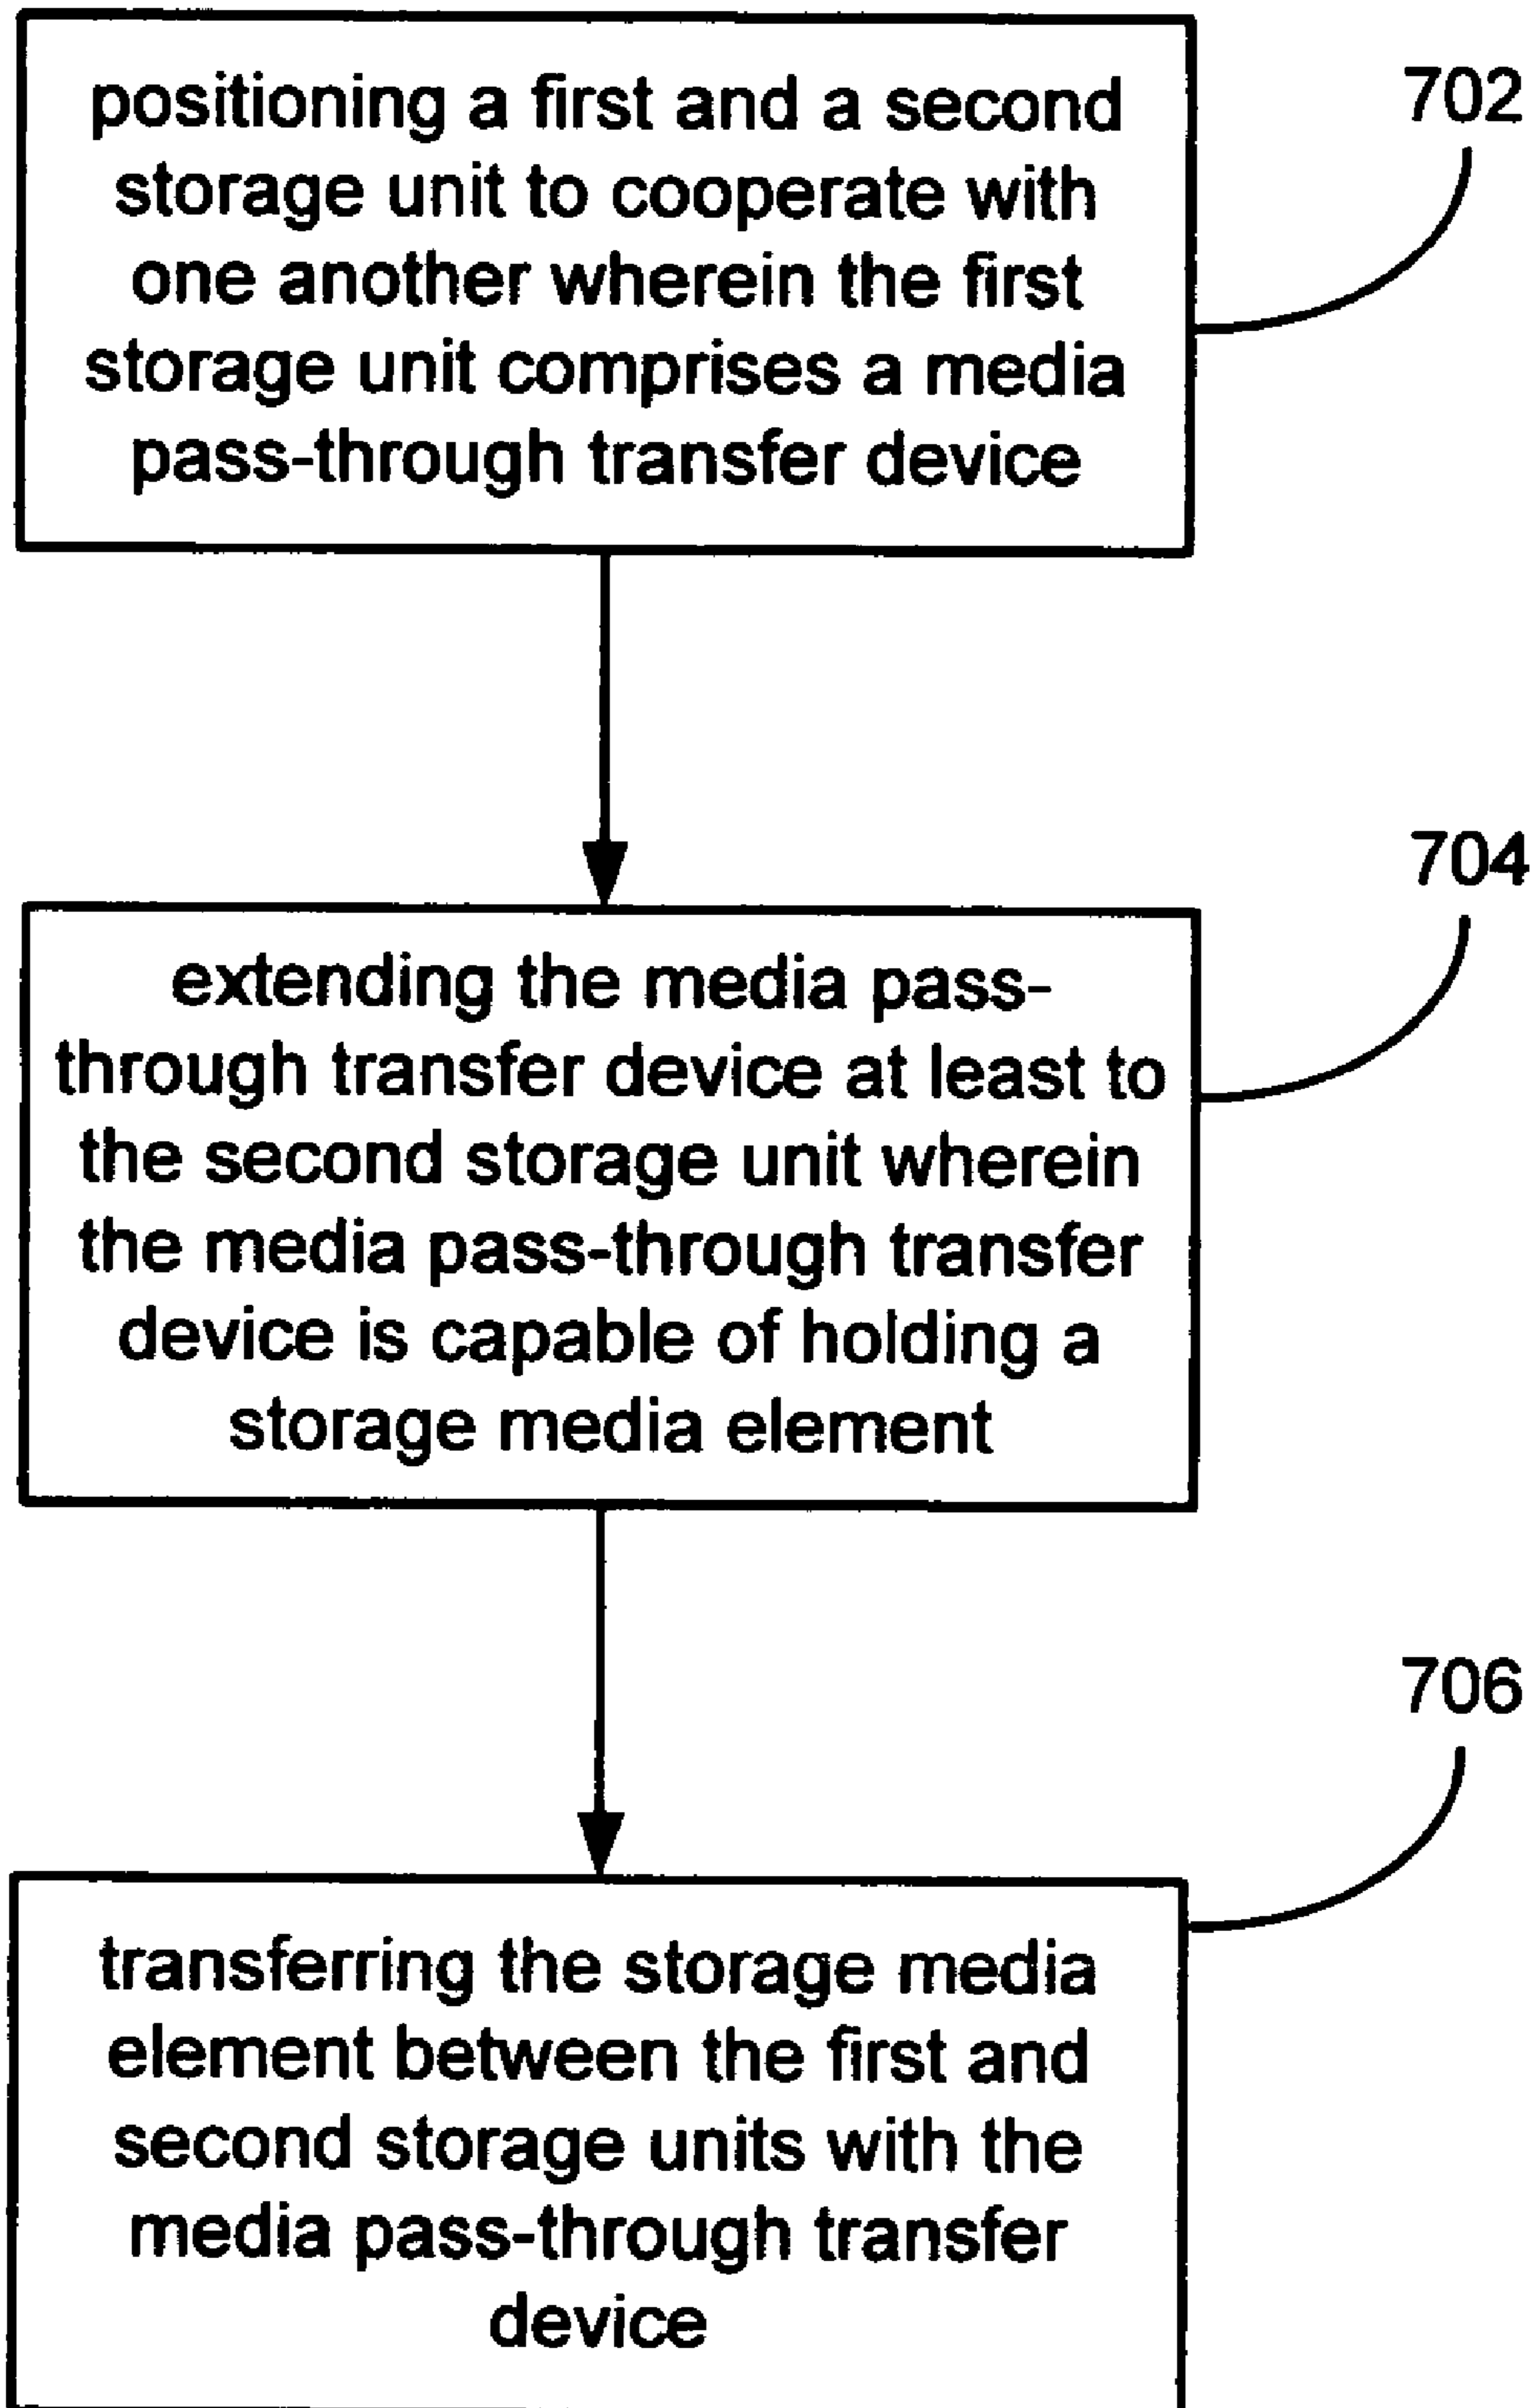 positioning a first and a second
storage unit to cooperate with
one another wherein the first
storage unit comprises a media
pass-through transfer device
702
extending the media pass-
through transfer device at least to
the second storage unit wherein
the media pass-through transfer
device is capable of holding a
storage media element
704
transferring the storage media
element between the first and
second storage units with the
media pass-through transfer
device
706